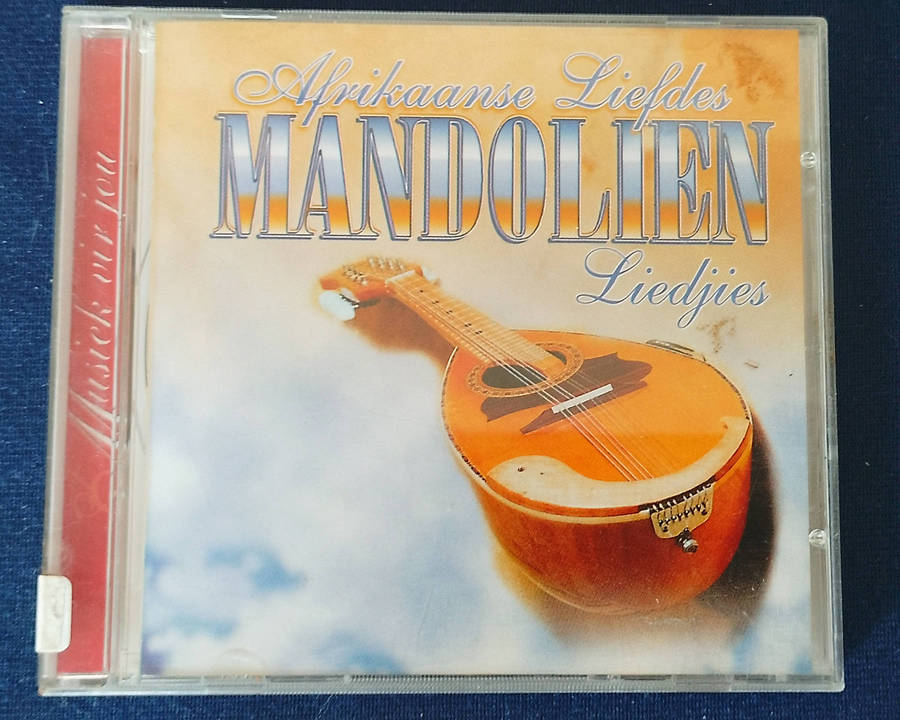 Afrikaanse Liefdes
MANDOLIEN
Liedjies
Musiek vir jou